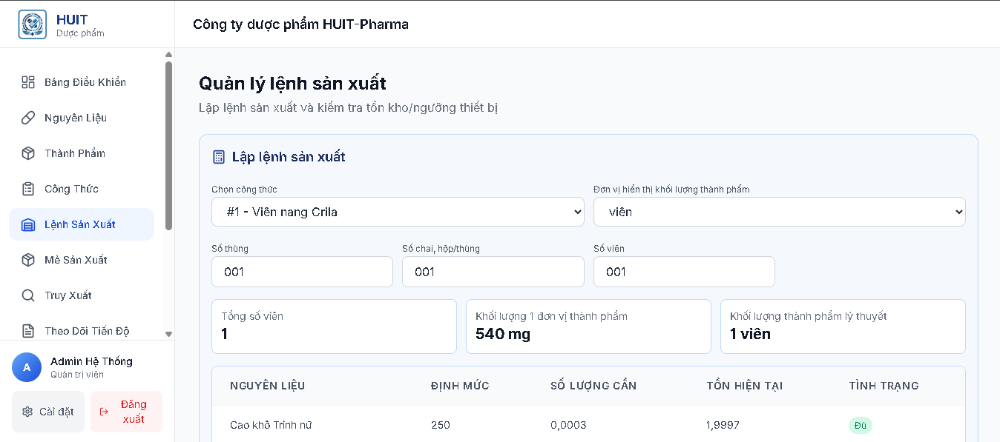 HUIT
Dược phẩm
Công ty dược phẩm HUIT-Pharma
Bảng Điều Khiển
Nguyên Liệu
Thành Phẩm
Công Thức
Lệnh Sản Xuất
Mẻ Sản Xuất
Truy Xuất
Theo Dõi Tiến Độ
A
Admin Hệ Thống
Quản trị viên
Cài đặt
Đăng
xuất
Quản lý lệnh sản xuất
Lập lệnh sản xuất và kiểm tra tồn kho/ngưỡng thiết bị
Lập lệnh sản xuất
Chọn công thức
Đơn vị hiển thị khối lượng thành phẩm
#1 - Viên nang Crila
viên
Số thùng
Số chai, hộp/thùng
Số viên
001
001
001
Tổng số viên
1
Khối lượng 1 đơn vị thành phẩm
540 mg
Khối lượng thành phẩm lý thuyết
1 viên
NGUYÊN LIỆU ĐỊNH MỨC SỐ LƯỢNG CẦN TỒN HIỆN TẠI TÌNH TRẠNG
Cao khô Trinh nữ 250 0,0003 1,9997 Đủ